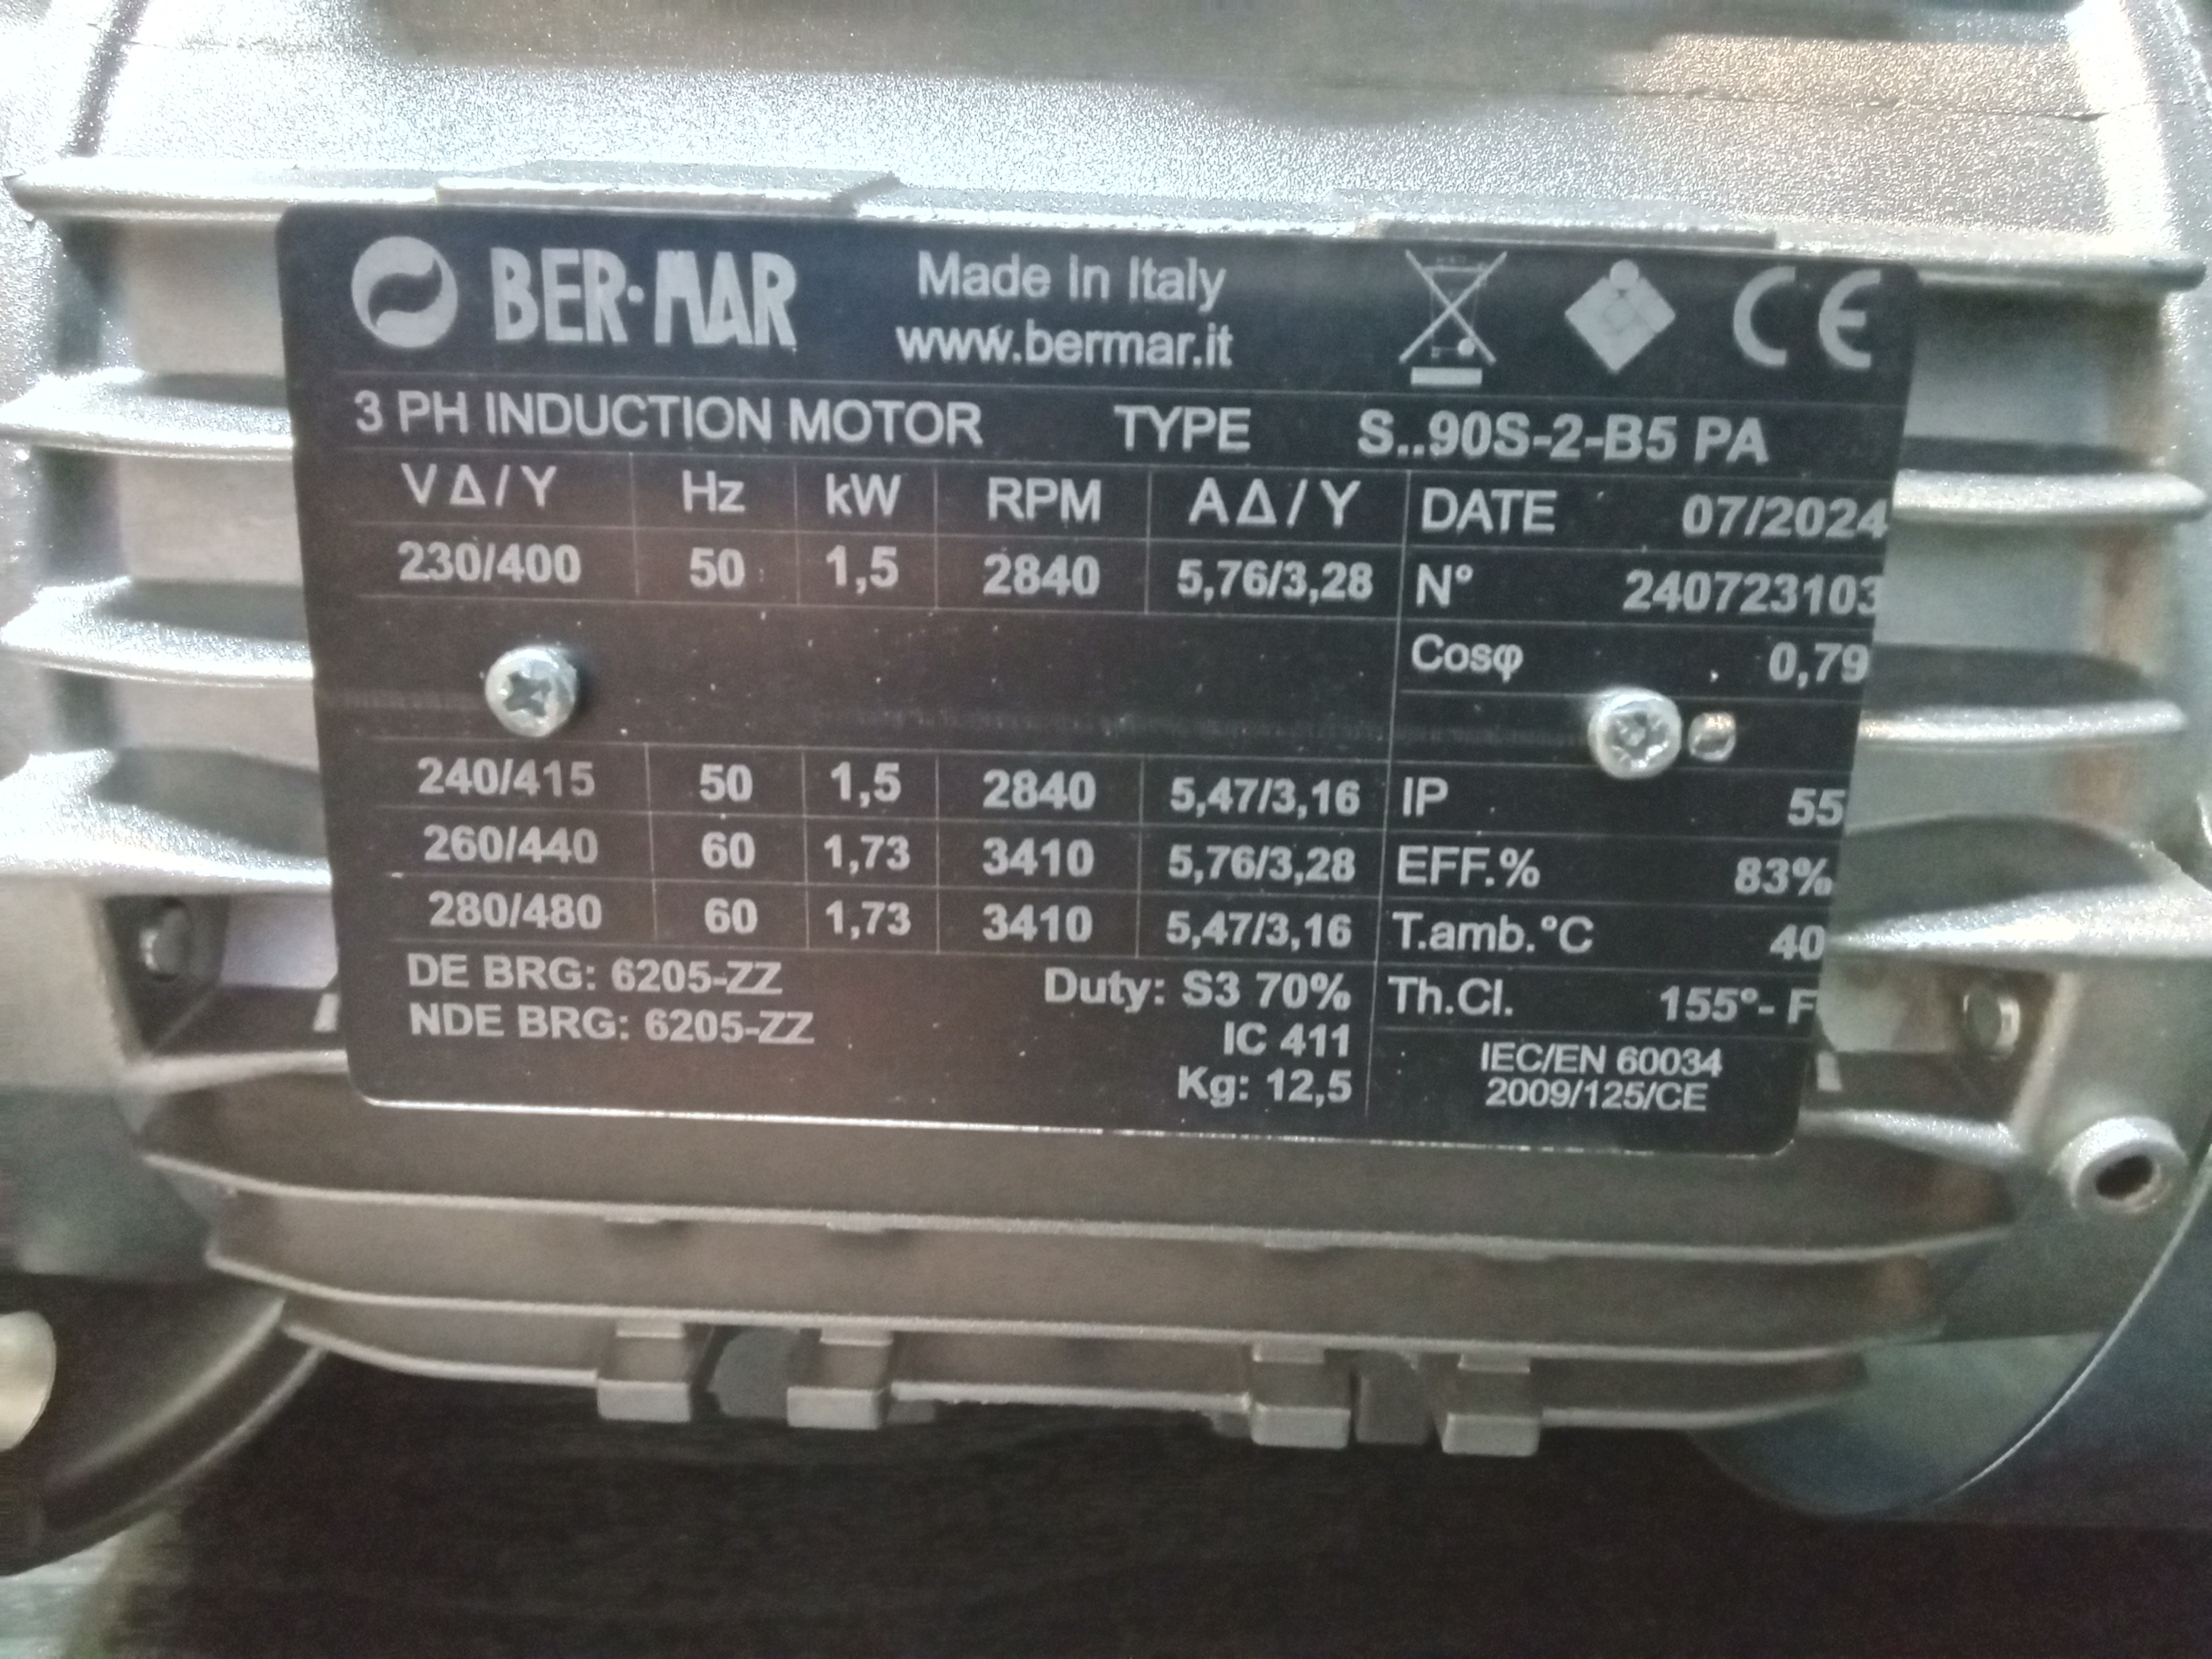 BER·MAR Made In Italy
www.bermar.it CE
3 PH INDUCTION MOTOR TYPE S..90S-2-B5 PA
V Δ / Y Hz kW RPM A Δ / Y DATE 07/2024
230/400 50 1,5 2840 5,76/3,28 N° 240723103
Cosφ 0,79
240/415 50 1,5 2840 5,47/3,16 IP 55
260/440 60 1,73 3410 5,76/3,28 EFF.% 83%
280/480 60 1,73 3410 5,47/3,16 T.amb.°C 40
DE BRG: 6205-ZZ Duty: S3 70% Th.Cl. 155°- F
NDE BRG: 6205-ZZ IC 411
Kg: 12,5
IEC/EN 60034
2009/125/CE